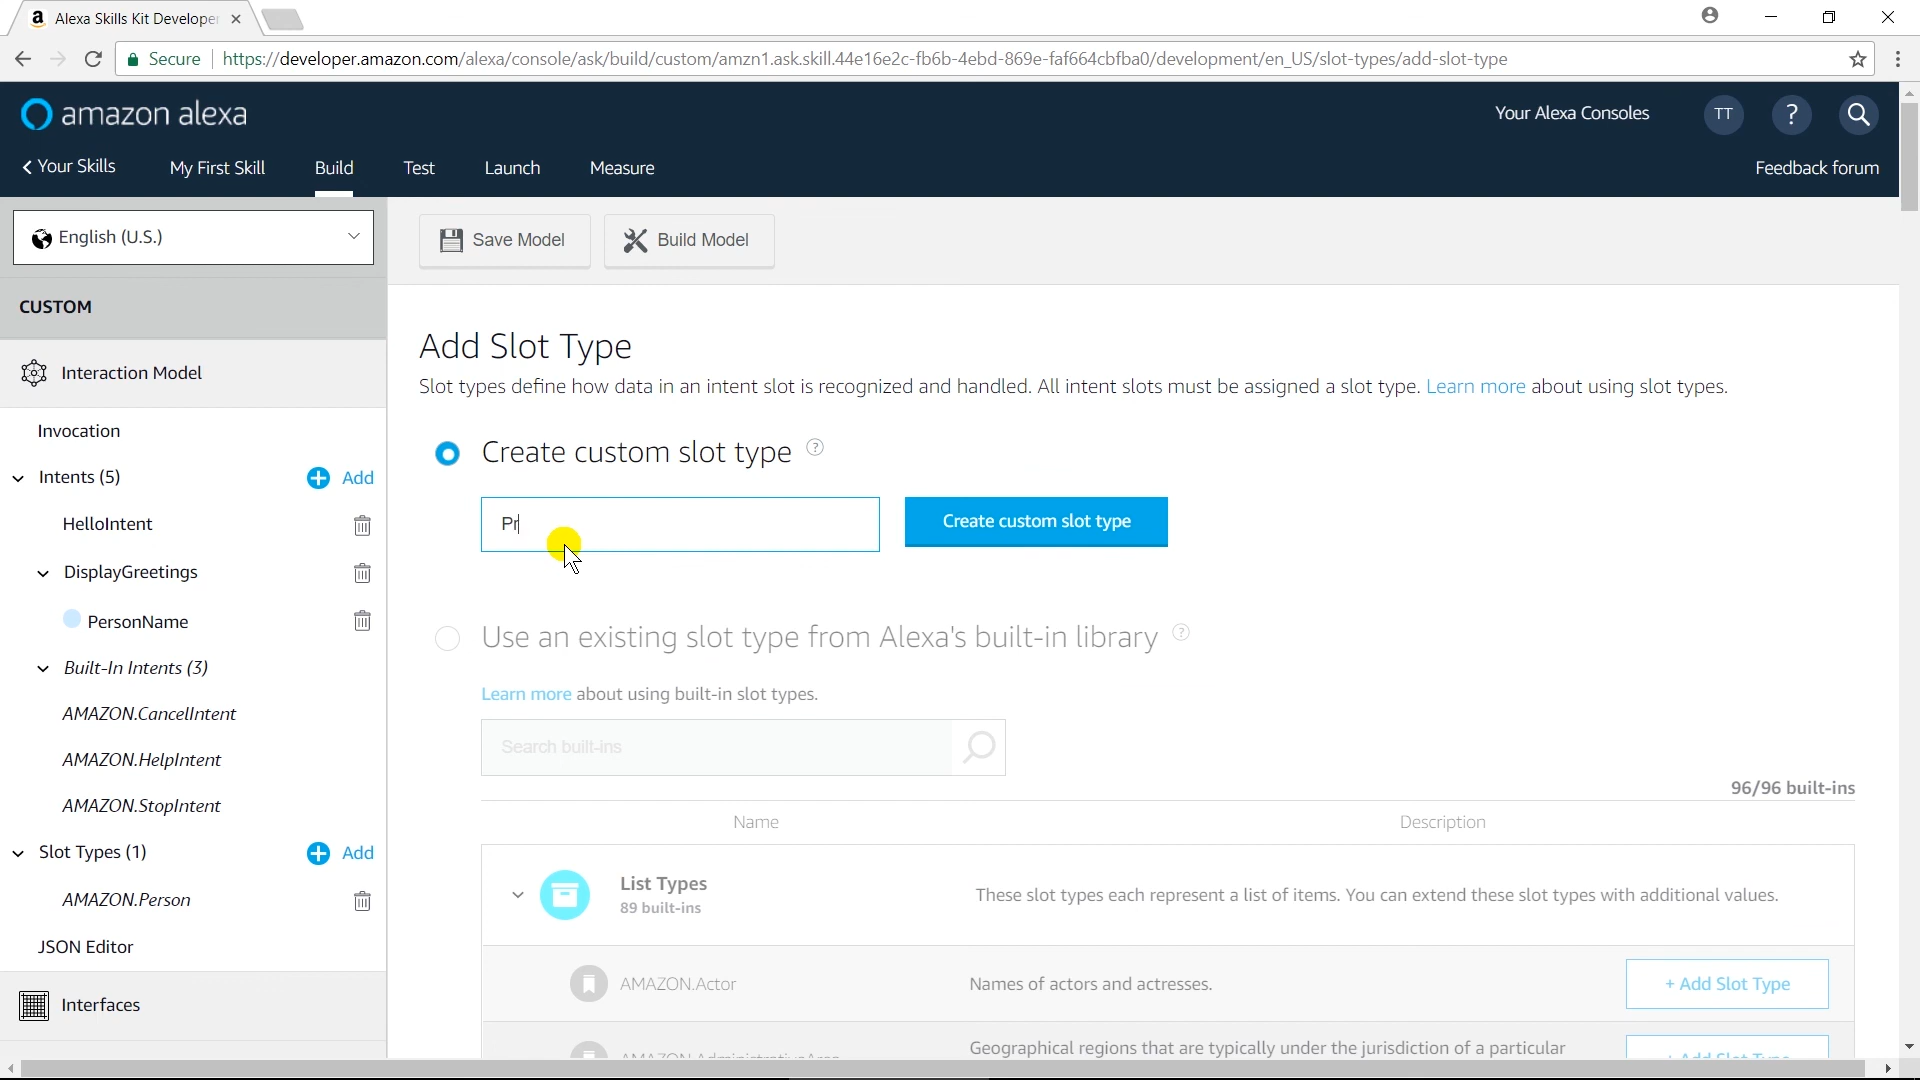 Alexa Skills Kit Develope
Secure https://developer.amazon.com/alexa/console/ask/build/custom/amzn1.ask.skill.44e16e2c-fb6b-4ebd-869e-faf664cbfba0/development/en_US/slot-types/add-slot-type
amazon alexa
Your Alexa Consoles TT ?
Your Skills My First Skill Build Test Launch Measure Feedback forum
English (U.S.)
Save Model Build Model
CUSTOM
Interaction Model
Invocation
Intents (5) Add
HelloIntent
DisplayGreetings
PersonName
Built-In Intents (3)
AMAZON.CancelIntent
AMAZON.HelpIntent
AMAZON.StopIntent
Slot Types (1) Add
AMAZON.Person
JSON Editor
Interfaces
Add Slot Type
Slot types define how data in an intent slot is recognized and handled. All intent slots must be assigned a slot type. Learn more about using slot types.
Create custom slot type ?
Pr
Create custom slot type
Use an existing slot type from Alexa's built-in library ?
Learn more about using built-in slot types.
Search built-ins
96/96 built-ins
Name Description
List Types
89 built-ins
These slot types each represent a list of items. You can extend these slot types with additional values.
AMAZON.Actor Names of actors and actresses. + Add Slot Type
Geographical regions that are typically under the jurisdiction of a particular